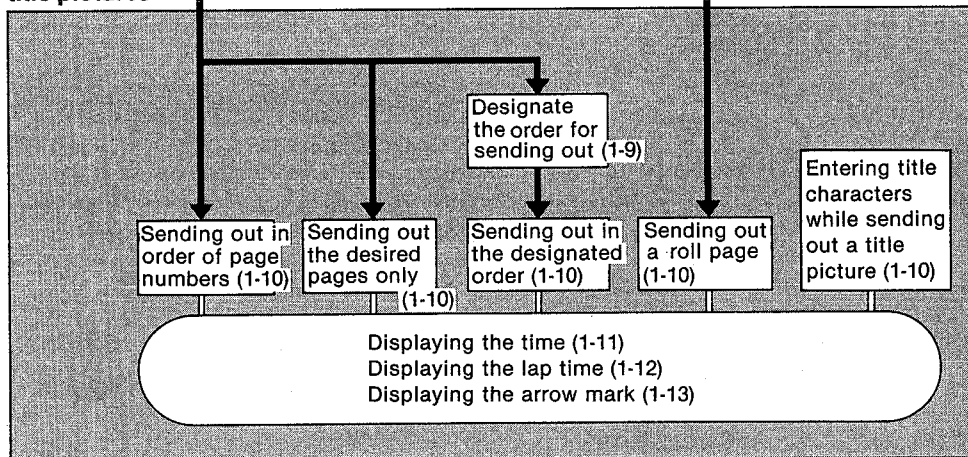 Designate
the order for
sending out (1-9)
Entering title
characters
while sending
out a title
picture (1-10)
Sending out in
order of page
numbers (1-10)
Sending out
the desired
pages only
(1-10)
Sending out in
the designated
order (1-10)
Sending out
a roll page
(1-10)
Displaying the time (1-11)
Displaying the lap time (1-12)
Displaying the arrow mark (1-13)